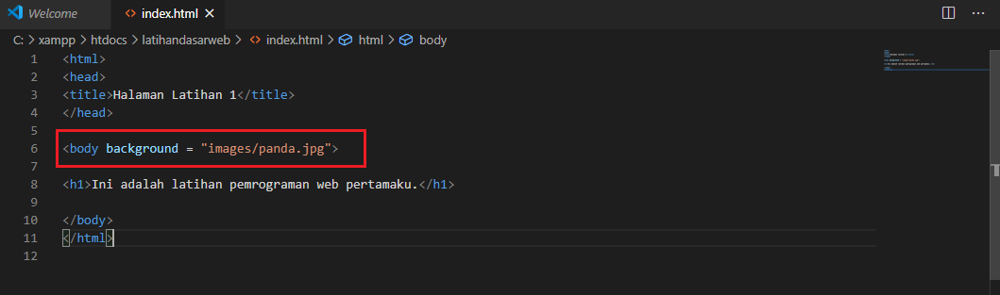 Welcome index.html
C: > xampp > htdocs > latihandasarweb > index.html > html > body
1 <html>
2 <head>
3 <title>Halaman Latihan 1</title>
4 </head>
5
6 <body background = "images/panda.jpg">
7
8 <h1>Ini adalah latihan pemrograman web pertamaku.</h1>
9
10 </body>
11 </html>
12